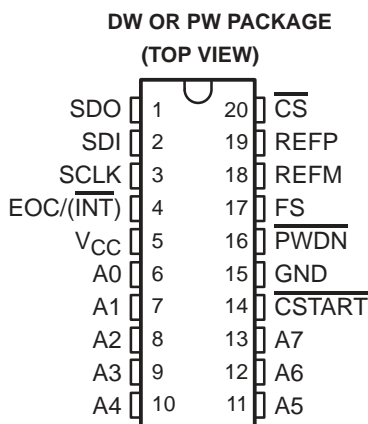 DW OR PW PACKAGE
(TOP VIEW)
SDO 1 20 CS
SDI 2 19 REFP
SCLK 3 18 REFM
EOC/(INT) 4 17 FS
VCC 5 16 PWDN
A0 6 15 GND
A1 7 14 CSTART
A2 8 13 A7
A3 9 12 A6
A4 10 11 A5